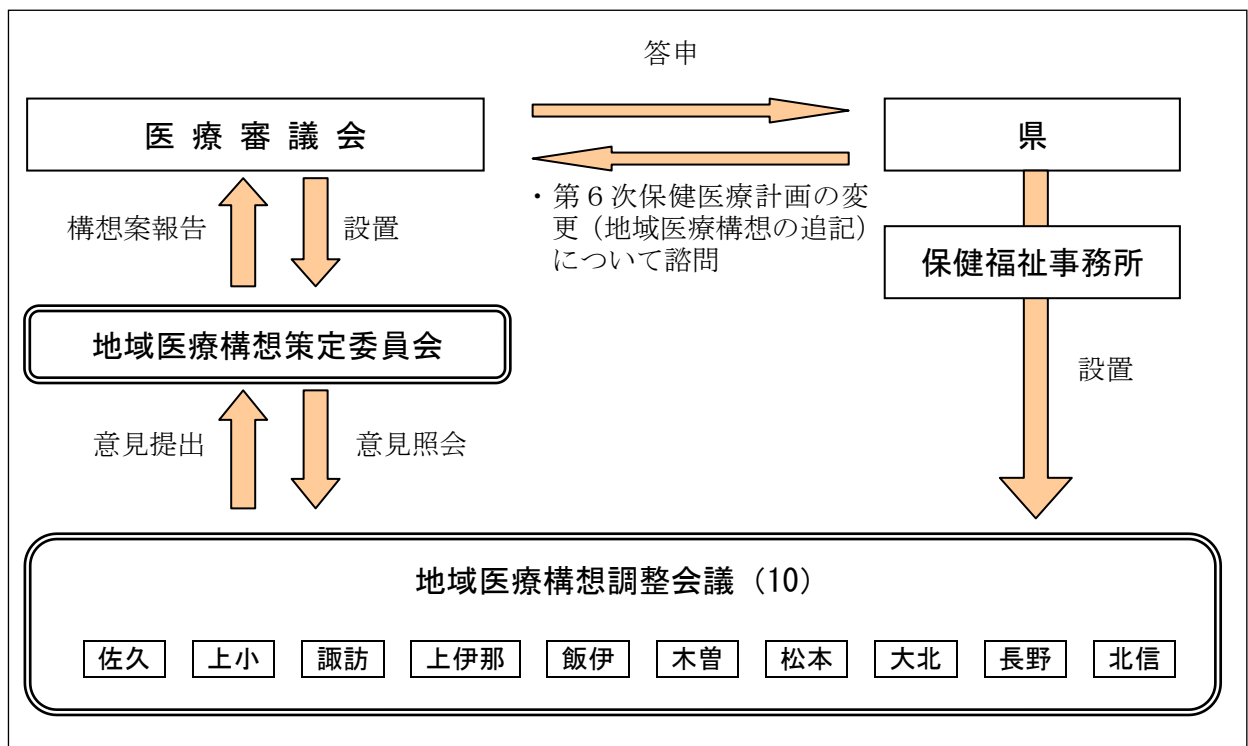 答申
医 療 審 議 会
県
・第６次保健医療計画の変
更（地域医療構想の追記）
について諮問
構想案報告
設置
保健福祉事務所
地域医療構想策定委員会
設置
意見提出
意見照会
地域医療構想調整会議（10）
佐久 上小 諏訪 上伊那 飯伊 木曽 松本 大北 長野 北信